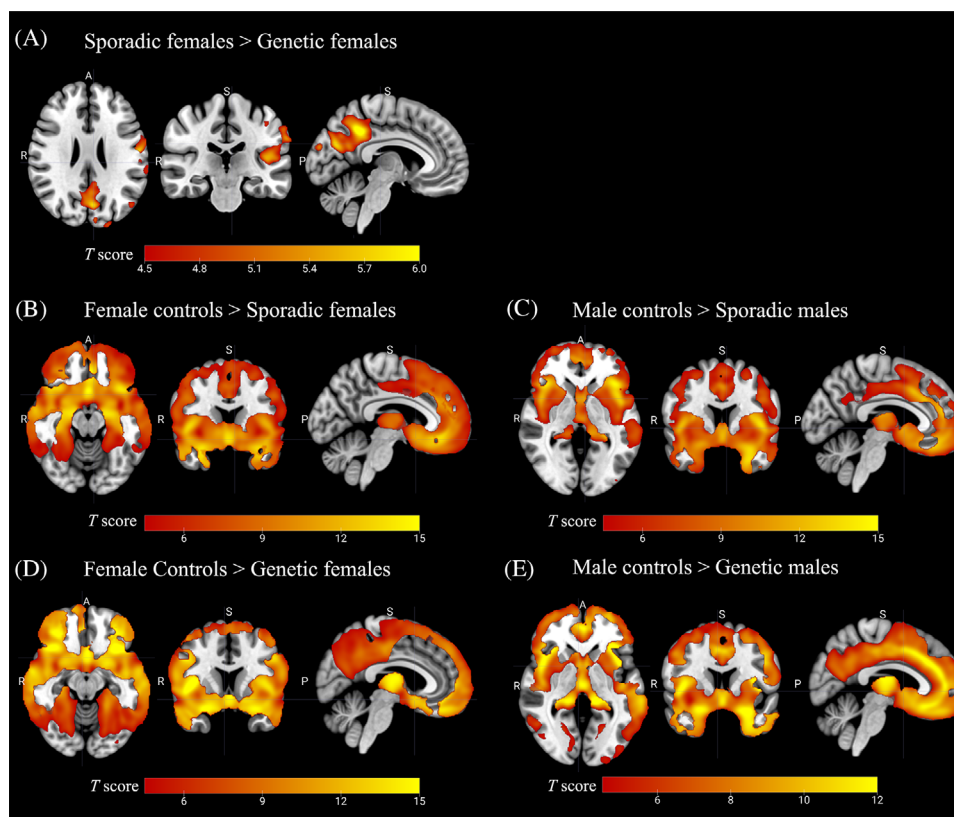 (A) Sporadic females > Genetic females
A S S
R R P
T score
4.5 4.8 5.1 5.4 5.7 6.0
(B) Female controls > Sporadic females
A S S
R R P
T score
6 9 12 15
(C) Male controls > Sporadic males
A S S
R R P
T score
6 9 12 15
(D) Female Controls > Genetic females
A S S
R R P
T score
6 9 12 15
(E) Male controls > Genetic males
A S S
R R P
T score
6 8 10 12